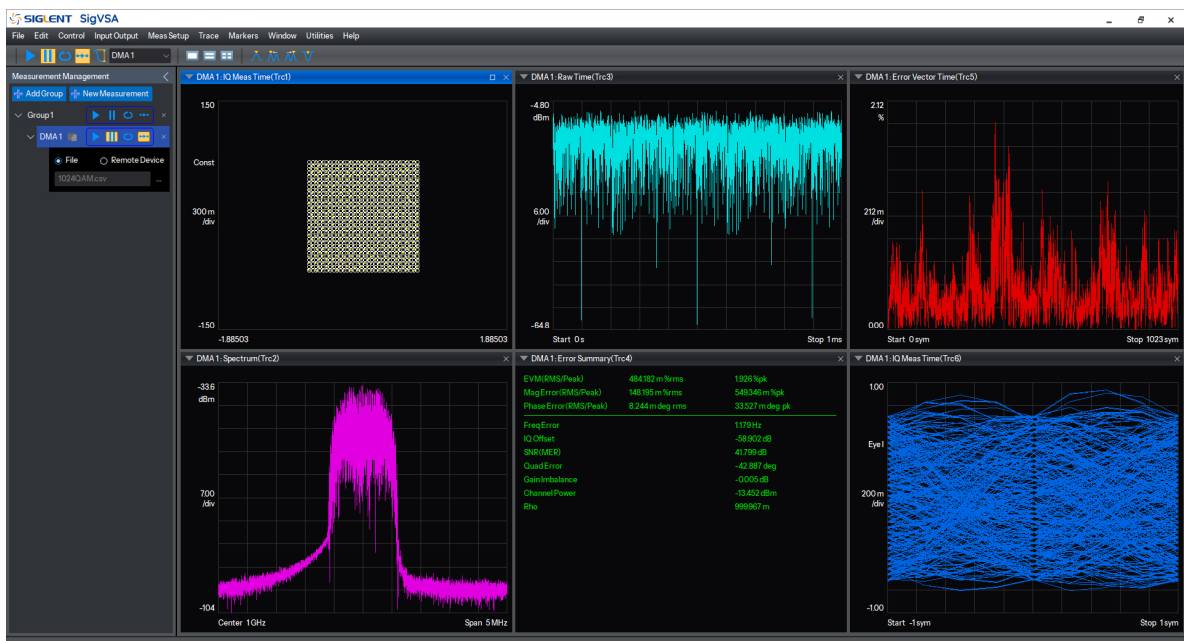 SIGLENT SigVSA
File Edit Control Input Output Meas Setup Trace Markers Window Utilities Help
DMA 1
Measurement Management
Add Group New Measurement
Group1
DMA 1
File Remote Device
1024QAM.csv ...
DMA 1: IQ Meas Time(Trc1)
1.50
Const
300 m
/div
-1.50
-1.88503 1.88503
DMA 1: Raw Time(Trc3)
-4.80
dBm
6.00
/div
-64.8
Start 0 s Stop 1 ms
DMA 1: Error Vector Time(Trc5)
2.12
%
212 m
/div
0.00
Start 0 sym Stop 1023 sym
DMA 1: Spectrum(Trc2)
-33.6
dBm
7.00
/div
-104
Center 1 GHz Span 5 MHz
DMA 1: Error Summary(Trc4)
EVM(RMS/Peak) 484.182 m %rms 1.926 %pk
Mag Error(RMS/Peak) 148.195 m %rms 549.346 m %pk
Phase Error(RMS/Peak) 8.244 m deg rms 33.527 m deg pk
Freq Error 1.179 Hz
IQ Offset -58.902 dB
SNR(MER) 41.799 dB
Quad Error -42.887 deg
Gain Imbalance -0.005 dB
Channel Power -13.452 dBm
Rho 999.967 m
DMA 1: IQ Meas Time(Trc6)
1.00
Eye I
200 m
/div
-1.00
Start -1 sym Stop 1 sym